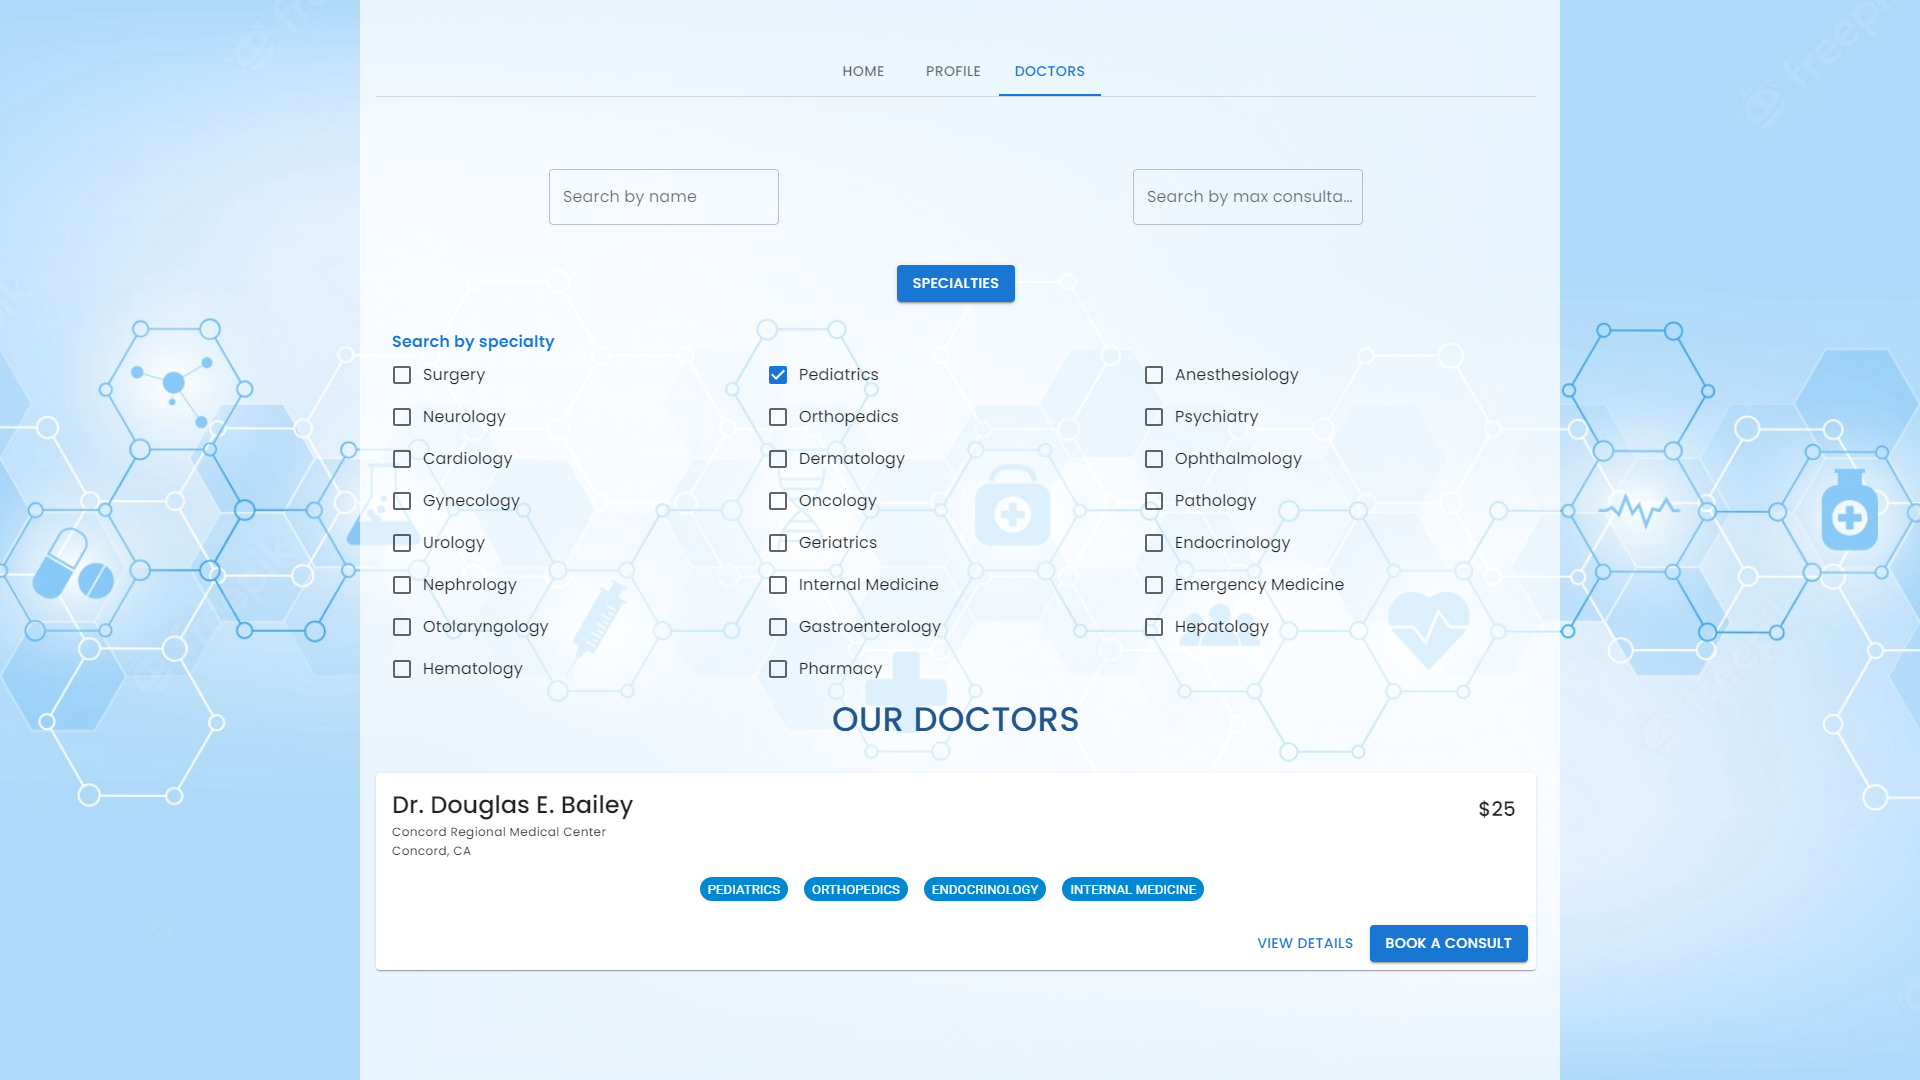 HOME PROFILE DOCTORS
Search by name
Search by max consulta...
SPECIALTIES
Search by specialty
Surgery Pediatrics Anesthesiology
Neurology Orthopedics Psychiatry
Cardiology Dermatology Ophthalmology
Gynecology Oncology Pathology
Urology Geriatrics Endocrinology
Nephrology Internal Medicine Emergency Medicine
Otolaryngology Gastroenterology Hepatology
Hematology Pharmacy
OUR DOCTORS
Dr. Douglas E. Bailey
$25
Concord Regional Medical Center
Concord, CA
PEDIATRICS ORTHOPEDICS ENDOCRINOLOGY INTERNAL MEDICINE
VIEW DETAILS BOOK A CONSULT
freepik